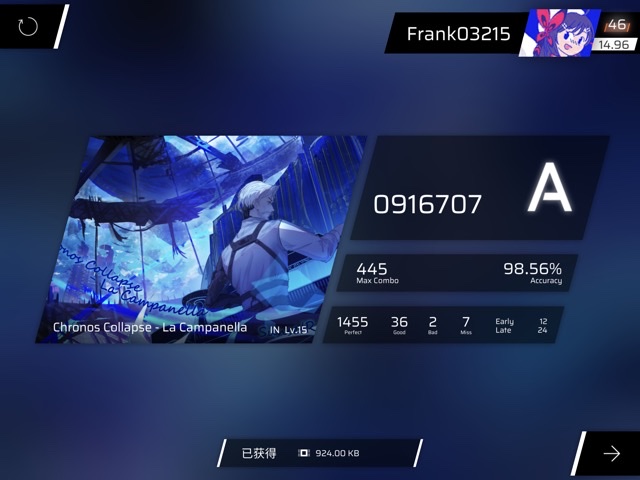 Frank03215
46
14.96
0916707
A
445
Max Combo
98.56%
Accuracy
1455
Perfect
36
Good
2
Bad
7
Miss
Early 12
Late 24
Chronos Collapse
La Campanella
Chronos Collapse - La Campanella
IN Lv.15
已获得 924.00 KB